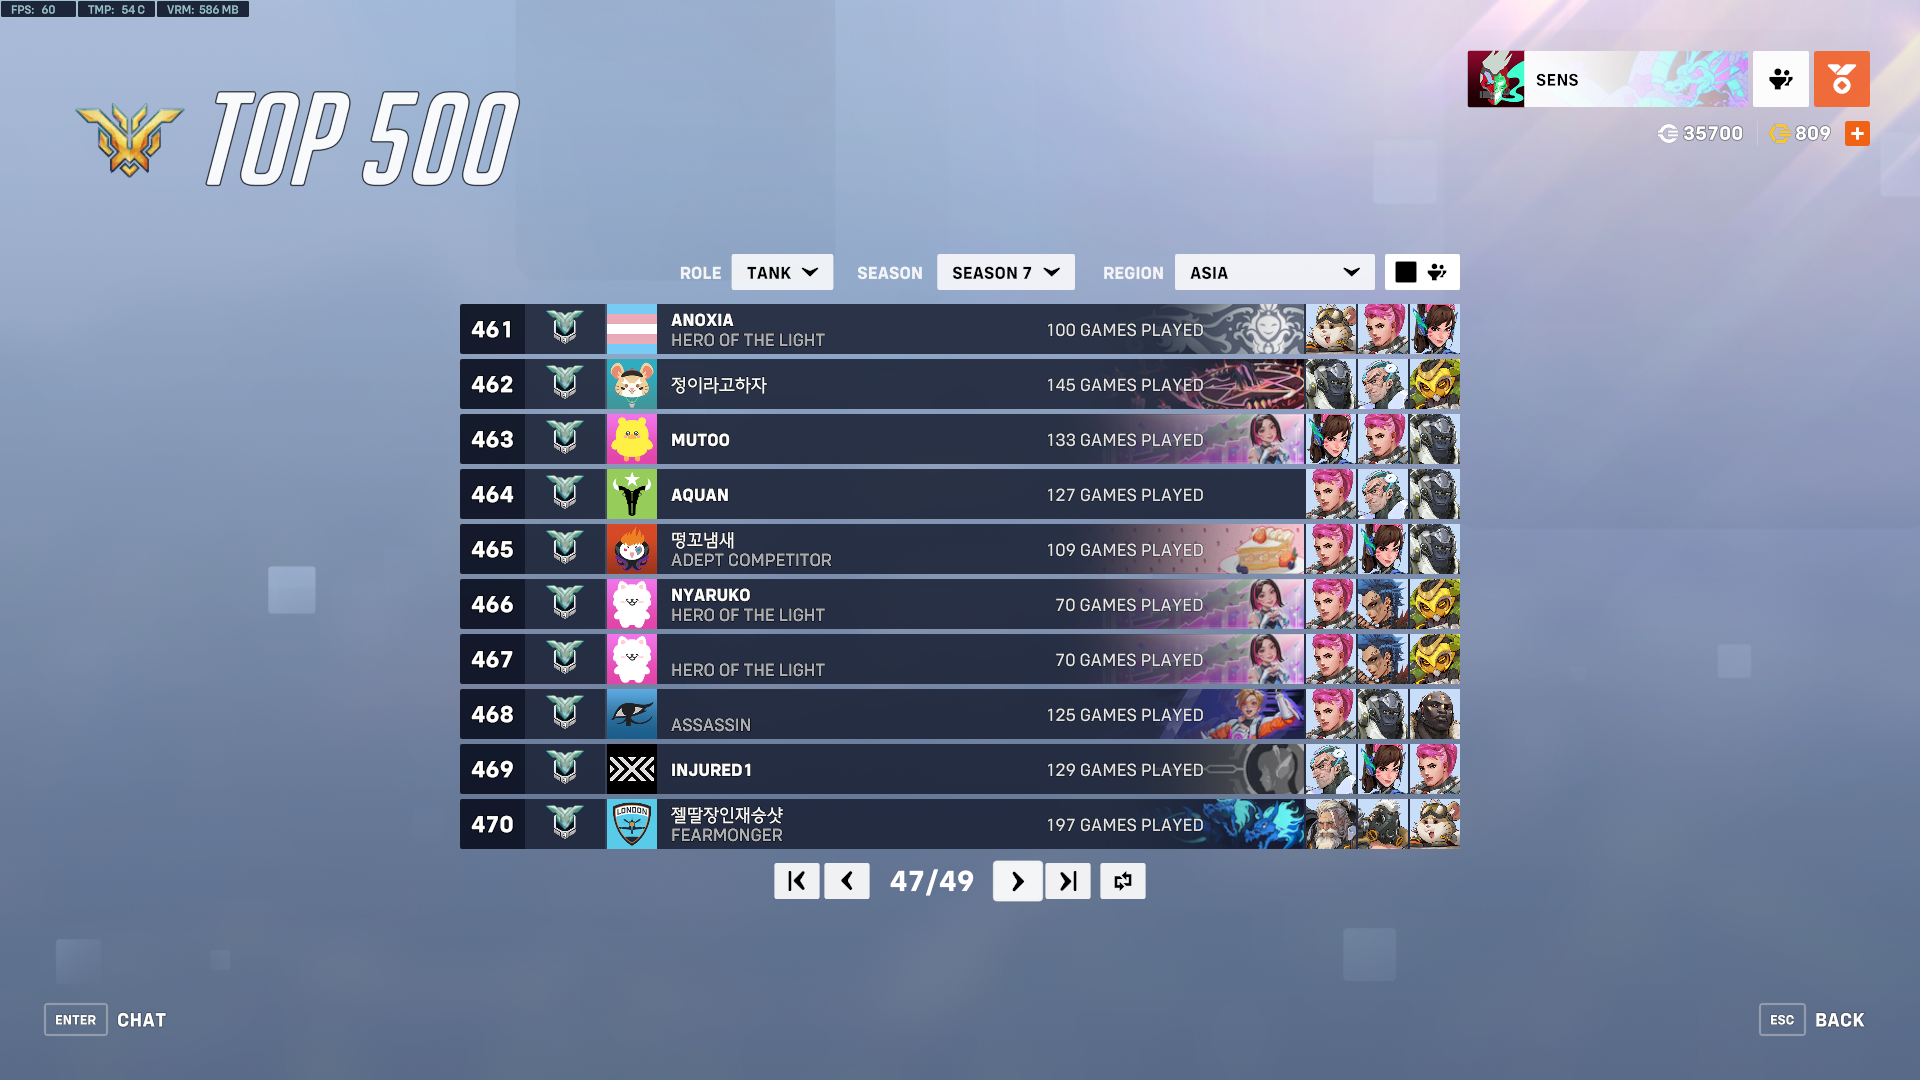 FPS: 60 TMP: 54 C VRM: 586 MB
TOP 500
SENS
35700 809
ROLE TANK SEASON SEASON 7 REGION ASIA
461 ANOXIA 100 GAMES PLAYED
HERO OF THE LIGHT
462 정이라고하자 145 GAMES PLAYED
463 MUTOO 133 GAMES PLAYED
464 AQUAN 127 GAMES PLAYED
465 떵꼬냄새 109 GAMES PLAYED
ADEPT COMPETITOR
466 NYARUKO 70 GAMES PLAYED
HERO OF THE LIGHT
467 70 GAMES PLAYED
HERO OF THE LIGHT
468 125 GAMES PLAYED
ASSASSIN
469 INJURED1 129 GAMES PLAYED
470 LONDON 젤딸장인재승샷 197 GAMES PLAYED
FEARMONGER
47/49
ENTER CHAT
ESC BACK